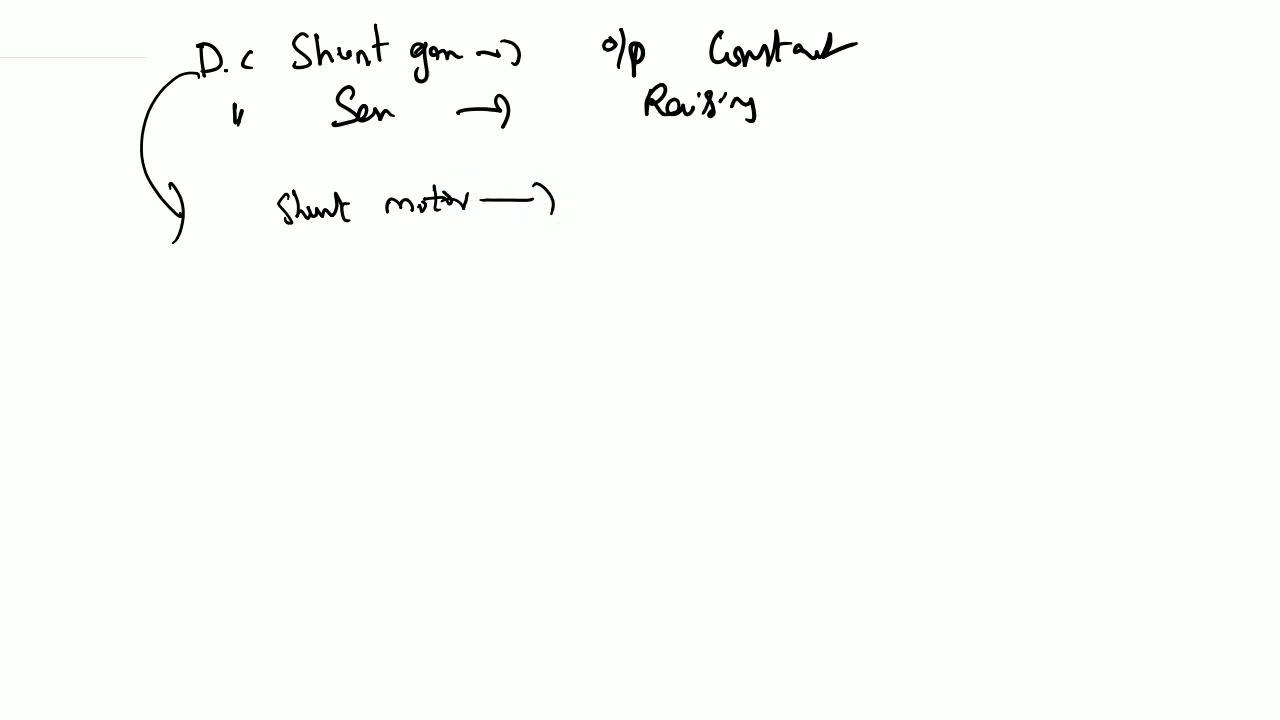 D.c Shunt gen → o/p Constant
" Ser → Raising
Shunt motor →